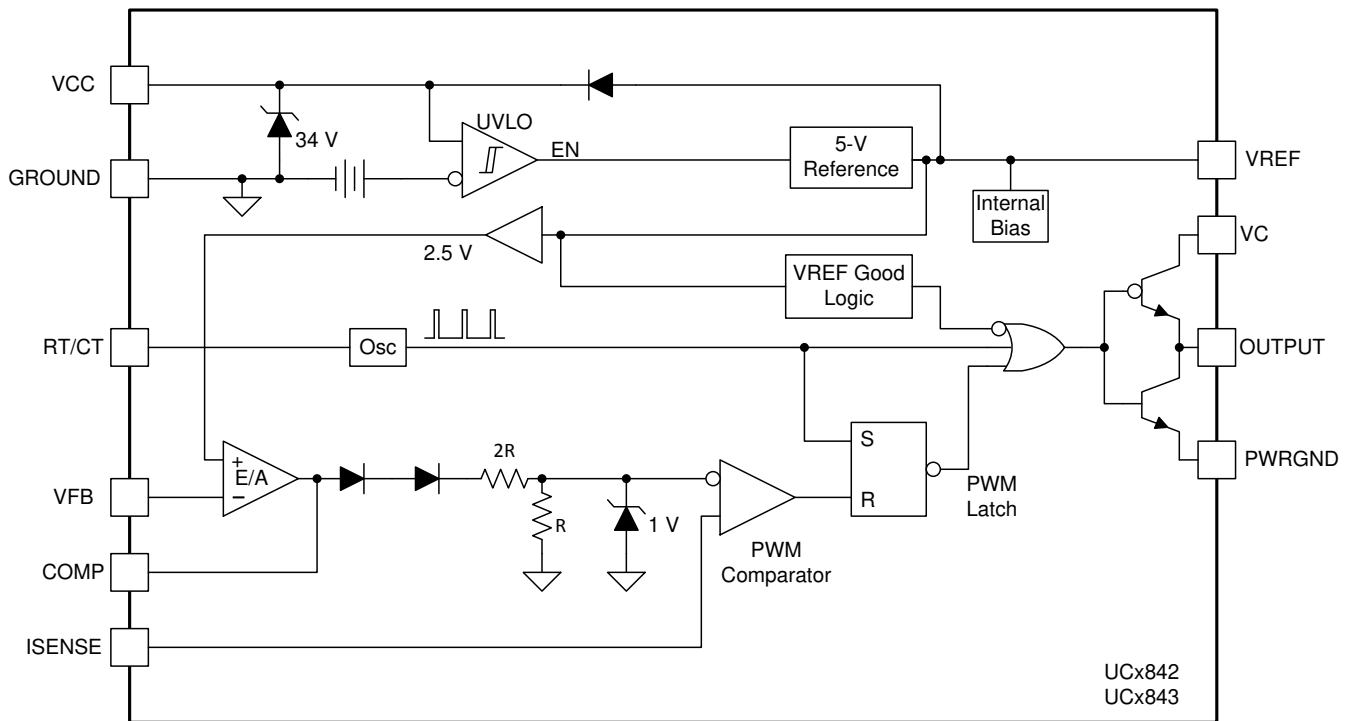 VCC
UVLO
34 V
EN
5-V
Reference
GROUND
VREF
Internal
Bias
VC
2.5 V
VREF Good
Logic
RT/CT
Osc
OUTPUT
S
R
PWM
Latch
PWRGND
+
E/A
−
2R
R
1 V
VFB
PWM
Comparator
COMP
ISENSE
UCx842
UCx843